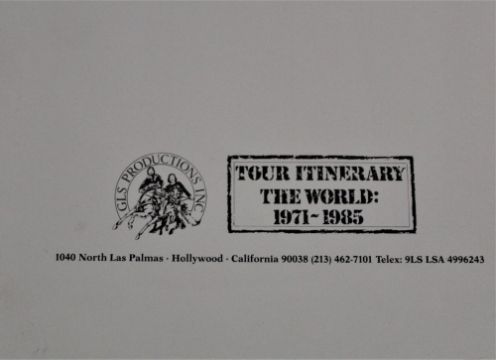 GLS PRODUCTIONS INC
TOUR ITINERARY
THE WORLD:
1971-1985
1040 North Las Palmas · Hollywood · California 90038 (213) 462-7101 Telex: 9LS LSA 4996243